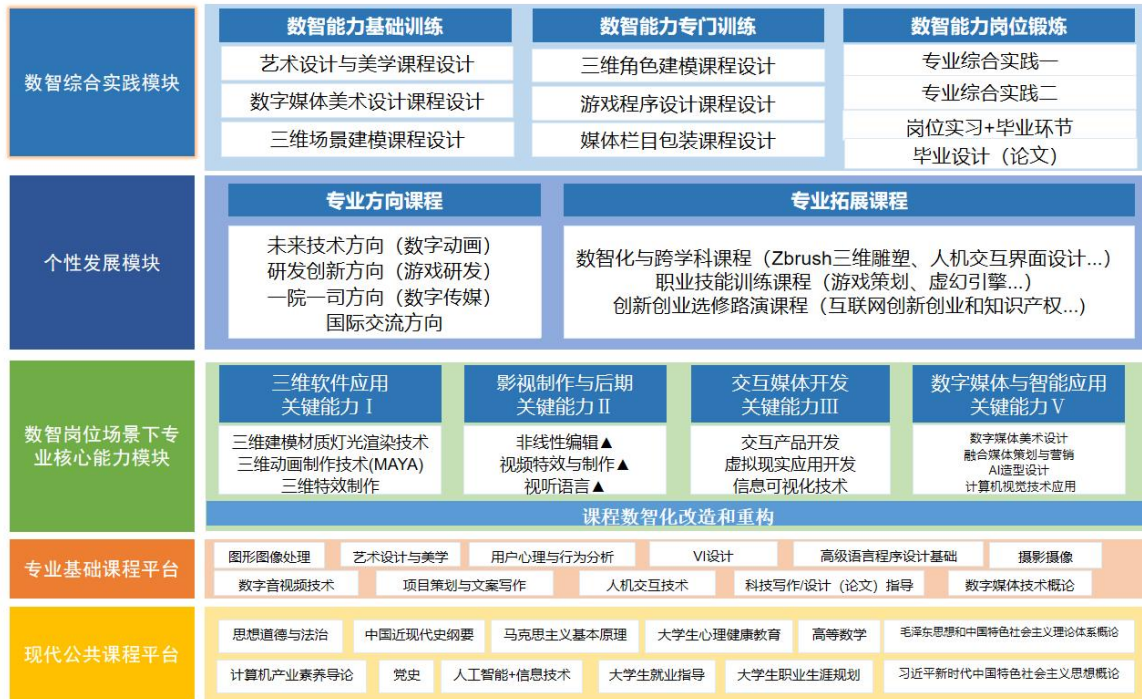 数智综合实践模块
数智能力基础训练
艺术设计与美学课程设计
数字媒体美术设计课程设计
三维场景建模课程设计
数智能力专门训练
三维角色建模课程设计
游戏程序设计课程设计
媒体栏目包装课程设计
数智能力岗位锻炼
专业综合实践一
专业综合实践二
岗位实习+毕业环节
毕业设计（论文）
个性发展模块
专业方向课程
未来技术方向（数字动画）
研发创新方向（游戏研发）
一院一司方向（数字传媒）
国际交流方向
专业拓展课程
数智化与跨学科课程（Zbrush三维雕塑、人机交互界面设计...）
职业技能训练课程（游戏策划、虚幻引擎...）
创新创业选修路演课程（互联网创新创业和知识产权...）
数智岗位场景下专
业核心能力模块
三维软件应用
关键能力Ⅰ
三维建模材质灯光渲染技术
三维动画制作技术(MAYA)
三维特效制作
影视制作与后期
关键能力Ⅱ
非线性编辑▲
视频特效与制作▲
视听语言▲
交互媒体开发
关键能力Ⅲ
交互产品开发
虚拟现实应用开发
信息可视化技术
数字媒体与智能应用
关键能力Ⅴ
数字媒体美术设计
融合媒体策划与营销
AI造型设计
计算机视觉技术应用
课程数智化改造和重构
专业基础课程平台
图形图像处理
艺术设计与美学
用户心理与行为分析
VI设计
高级语言程序设计基础
摄影摄像
数字音视频技术
项目策划与文案写作
人机交互技术
科技写作/设计（论文）指导
数字媒体技术概论
现代公共课程平台
思想道德与法治
中国近现代史纲要
马克思主义基本原理
大学生心理健康教育
高等数学
毛泽东思想和中国特色社会主义理论体系概论
计算机产业素养导论
党史
人工智能+信息技术
大学生就业指导
大学生职业生涯规划
习近平新时代中国特色社会主义思想概论